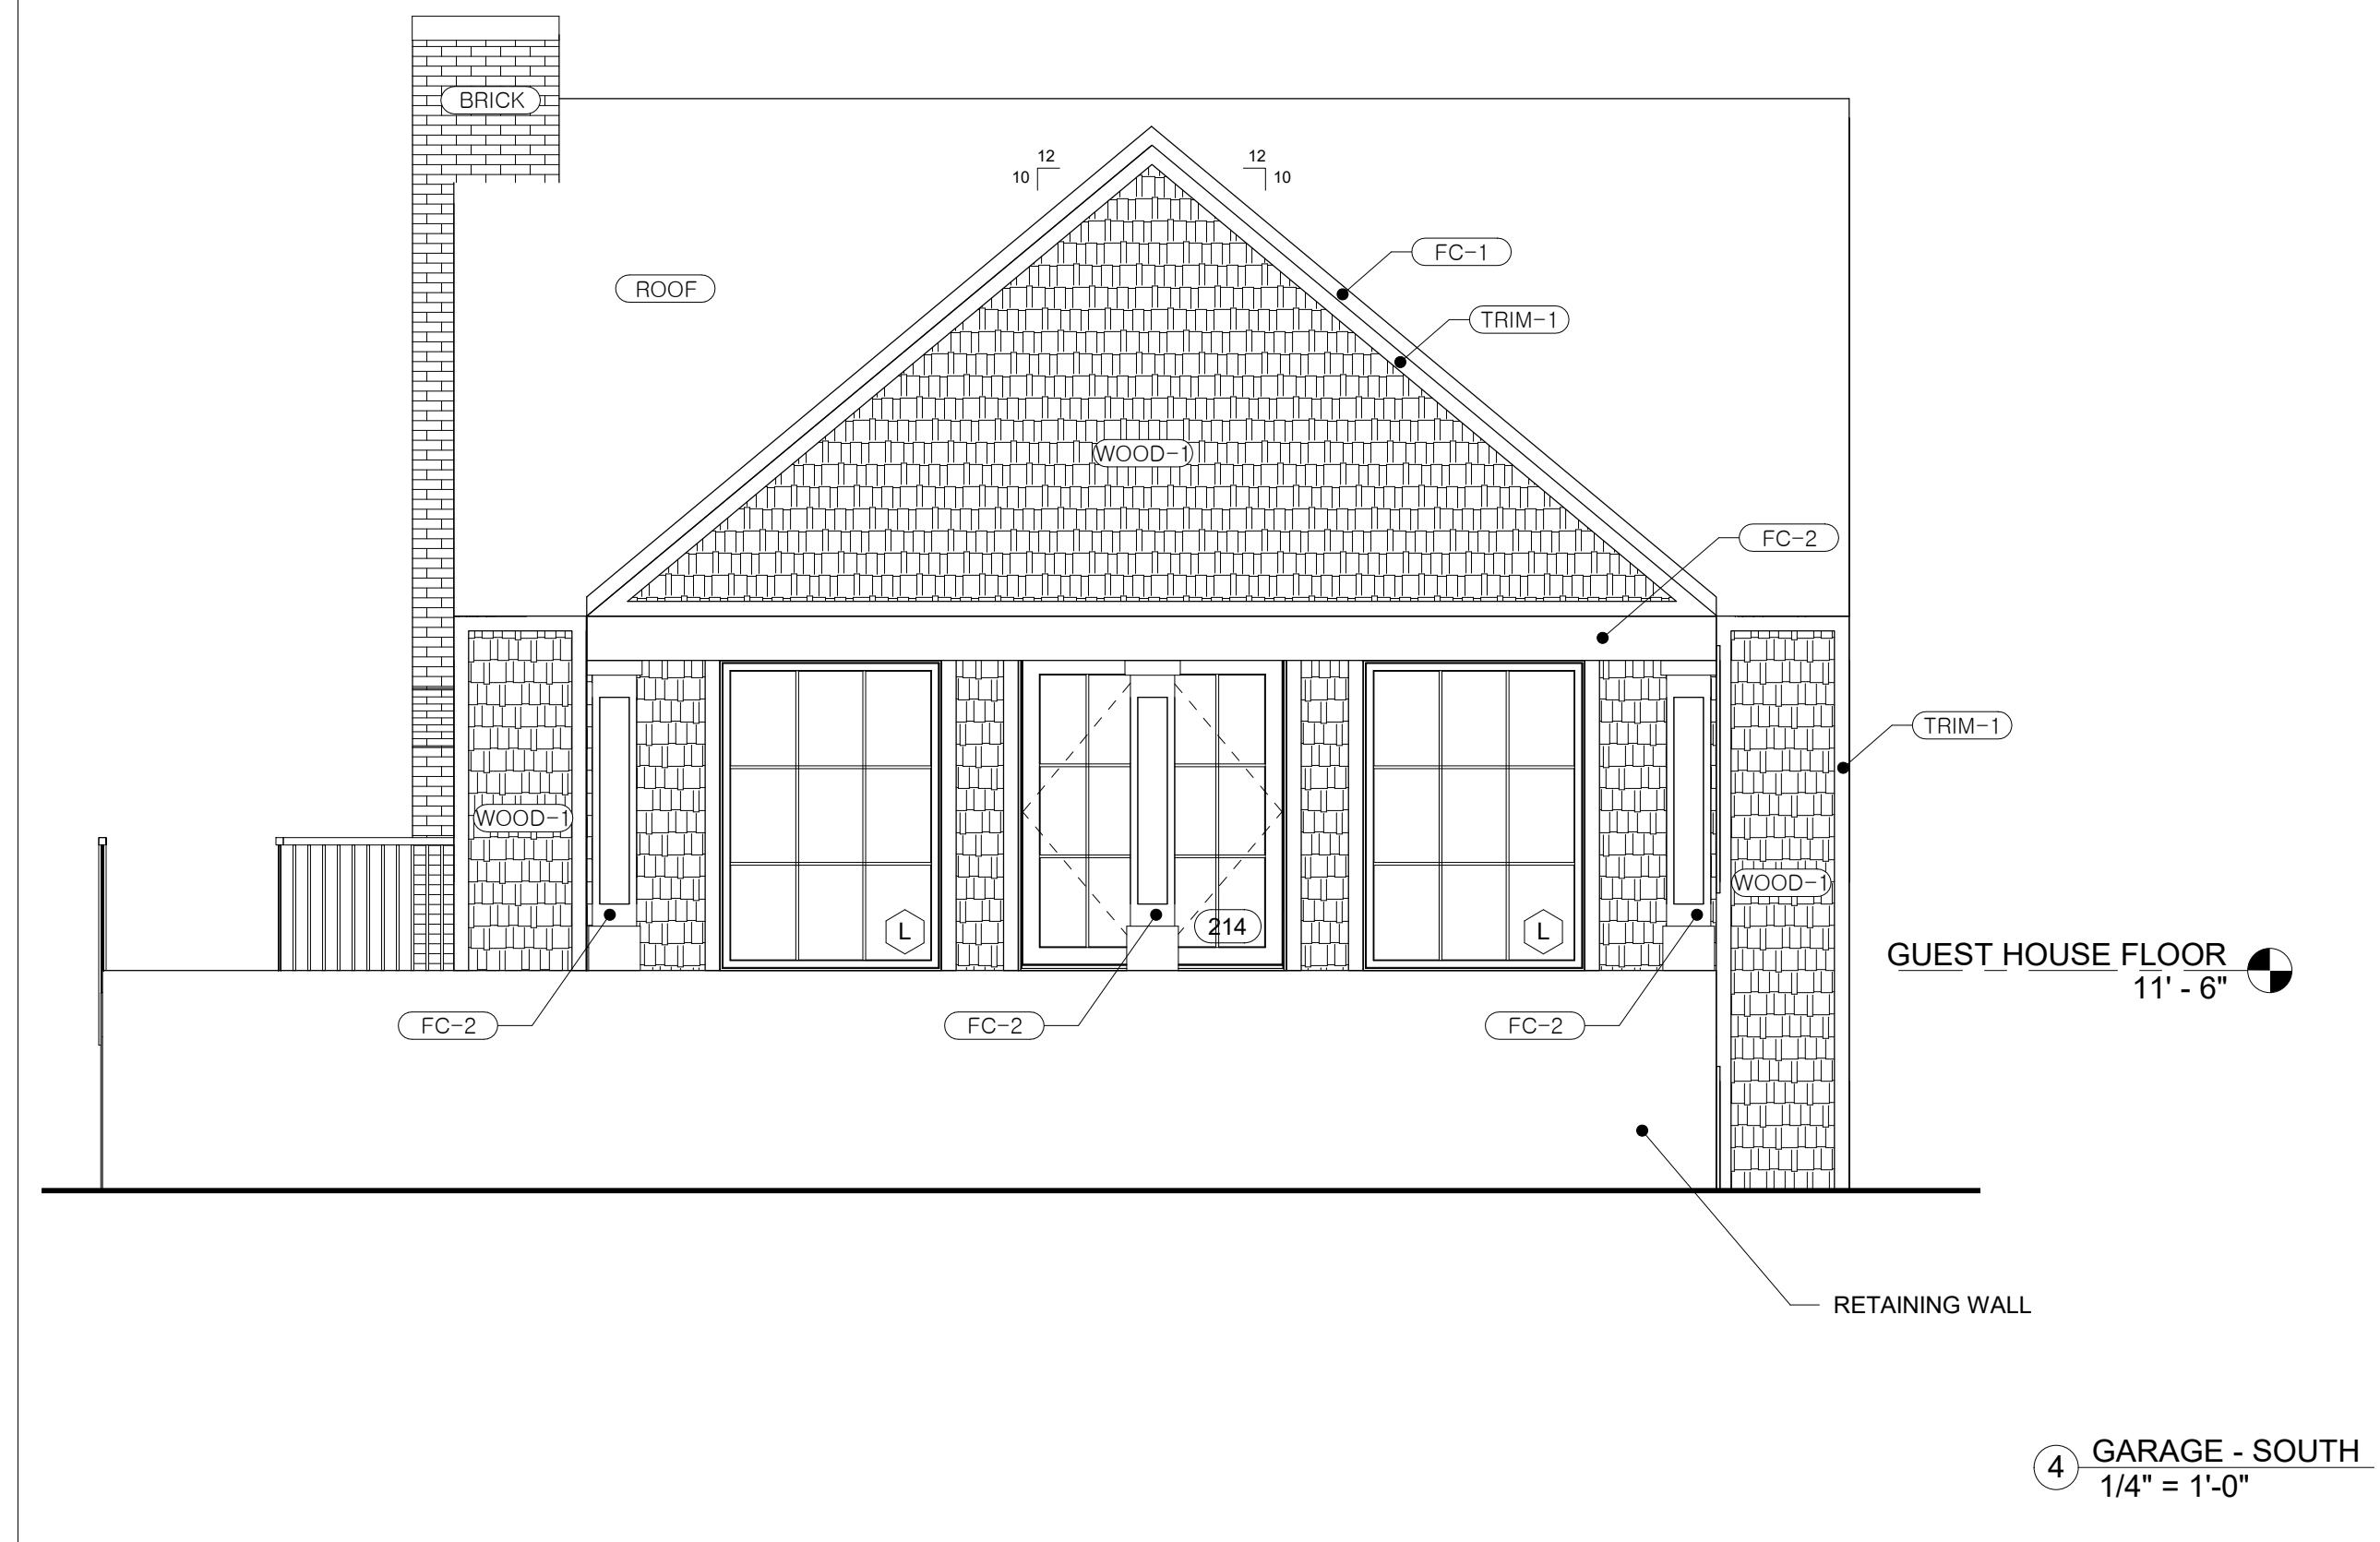 BRICK
12
10
12
10
FC-1
ROOF
TRIM-1
WOOD-1
FC-2
TRIM-1
WOOD-1
WOOD-1
L
214
L
GUEST HOUSE FLOOR
11' - 6"
FC-2
FC-2
FC-2
RETAINING WALL
4
GARAGE - SOUTH
1/4" = 1'-0"